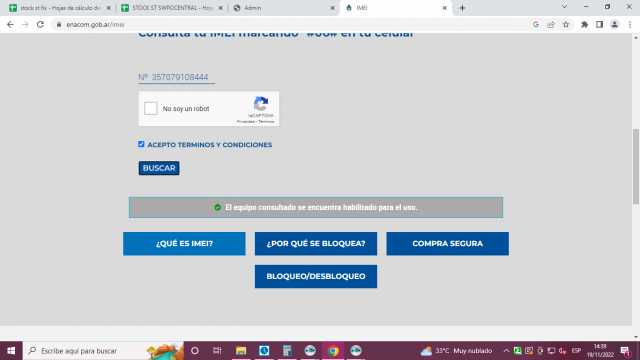 stock st fix - Hojas de cálculo de
STOCK ST SWPOCENTRAL - Hoja
Admin
IMEI
enacom.gob.ar/imei
Consulta tu IMEI marcando *#06# en tu celular
Nº 357079108444
No soy un robot
reCAPTCHA
Privacidad - Términos
ACEPTO TERMINOS Y CONDICIONES
BUSCAR
El equipo consultado se encuentra habilitado para el uso.
¿QUÉ ES IMEI?
¿POR QUÉ SE BLOQUEA?
COMPRA SEGURA
BLOQUEO/DESBLOQUEO
Escribe aquí para buscar
33°C Muy nublado
ESP
14:39
19/11/2022